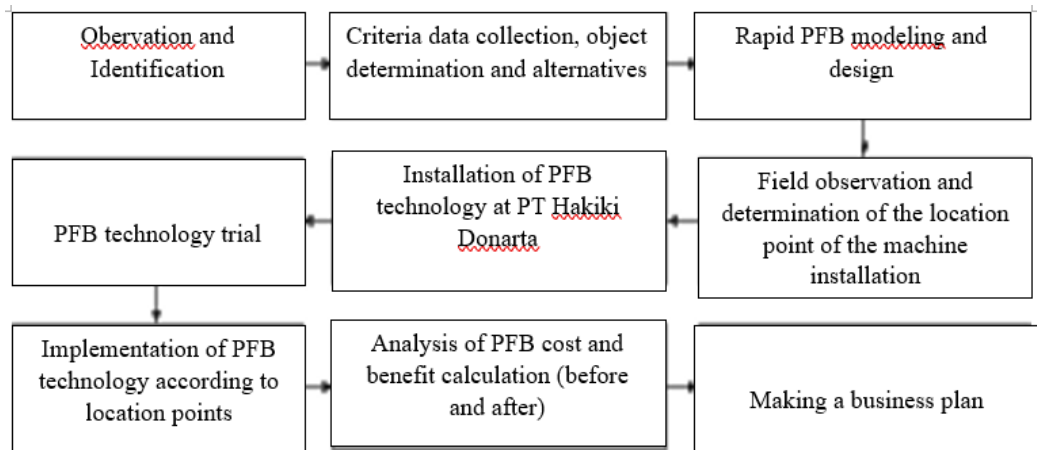 Obervation and
Identification
Criteria data collection, object
determination and alternatives
Rapid PFB modeling and
design
Field observation and
determination of the location
point of the machine
installation
Installation of PFB
technology at PT Hakiki
Donarta
PFB technology trial
Implementation of PFB
technology according to
location points
Analysis of PFB cost and
benefit calculation (before
and after)
Making a business plan